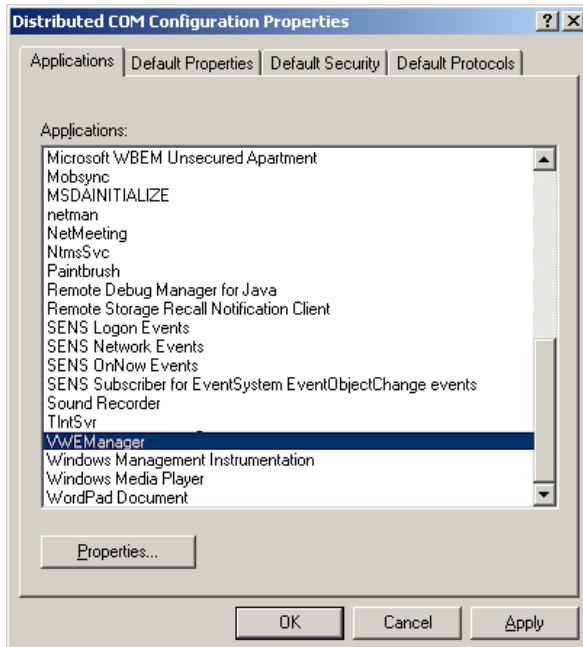 Distributed COM Configuration Properties
Applications Default Properties Default Security Default Protocols
Applications:
Microsoft WBEM Unsecured Apartment
Mobsync
MSDAINITIALIZE
netman
NetMeeting
NtmsSvc
Paintbrush
Remote Debug Manager for Java
Remote Storage Recall Notification Client
SENS Logon Events
SENS Network Events
SENS OnNow Events
SENS Subscriber for EventSystem EventObjectChange events
Sound Recorder
TlntSvr
VWEManager
Windows Management Instrumentation
Windows Media Player
WordPad Document
Properties...
OK Cancel Apply